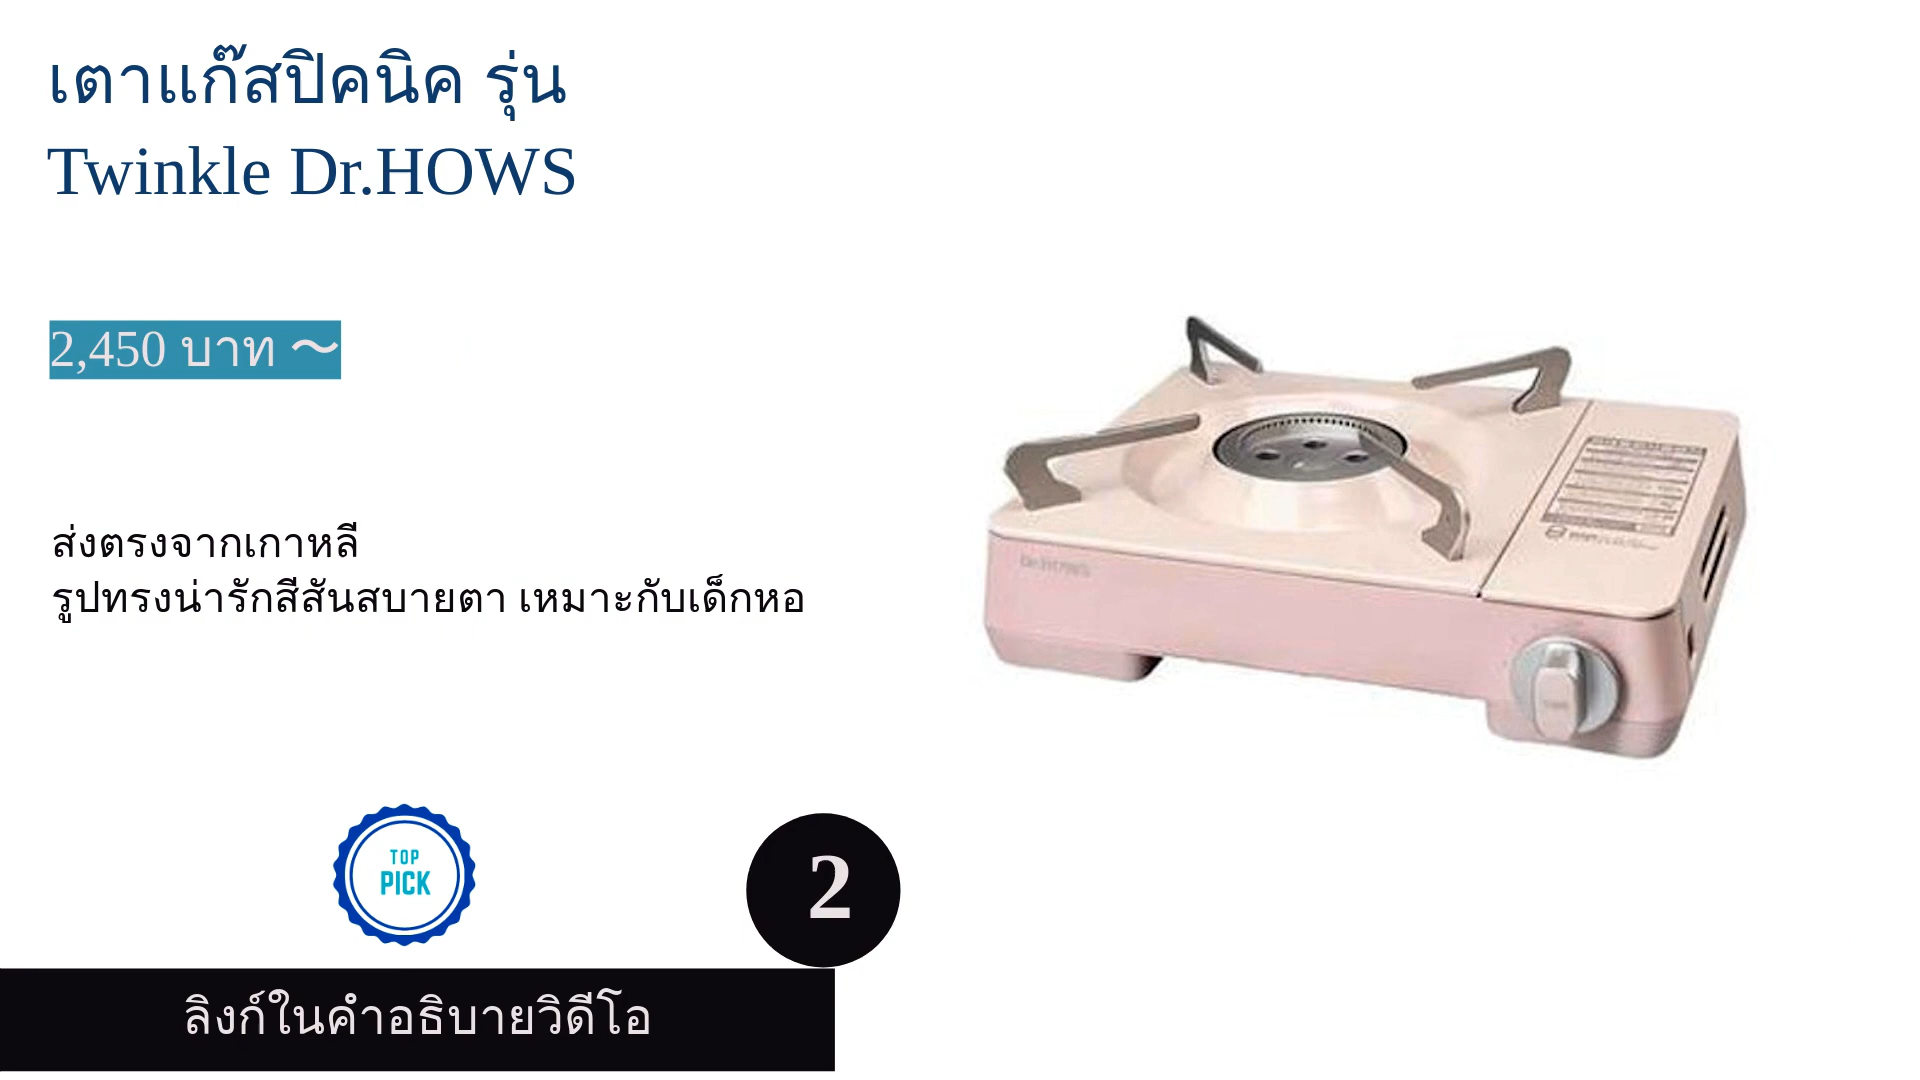 เตาแก๊สปิคนิค รุ่น
Twinkle Dr.HOWS
2,450 บาท ～
ส่งตรงจากเกาหลี
รูปทรงน่ารักสีสันสบายตา เหมาะกับเด็กหอ
Dr.HOWS
TOP
PICK
2
ลิงก์ในคำอธิบายวิดีโอ